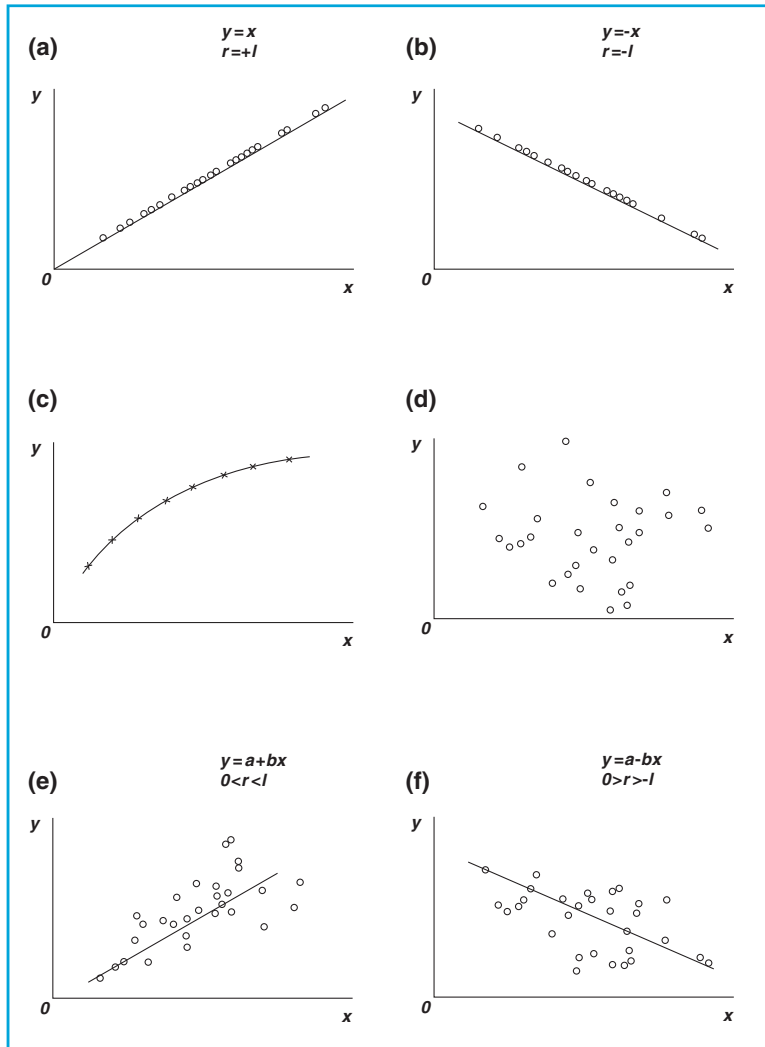 (a)
y=x
r=+l
y
0
x
(b)
y=-x
r=-l
y
0
x
(c)
y
0
x
(d)
y
0
x
(e)
y=a+bx
0<r<l
y
0
x
(f)
y=a-bx
0>r>-l
y
0
x